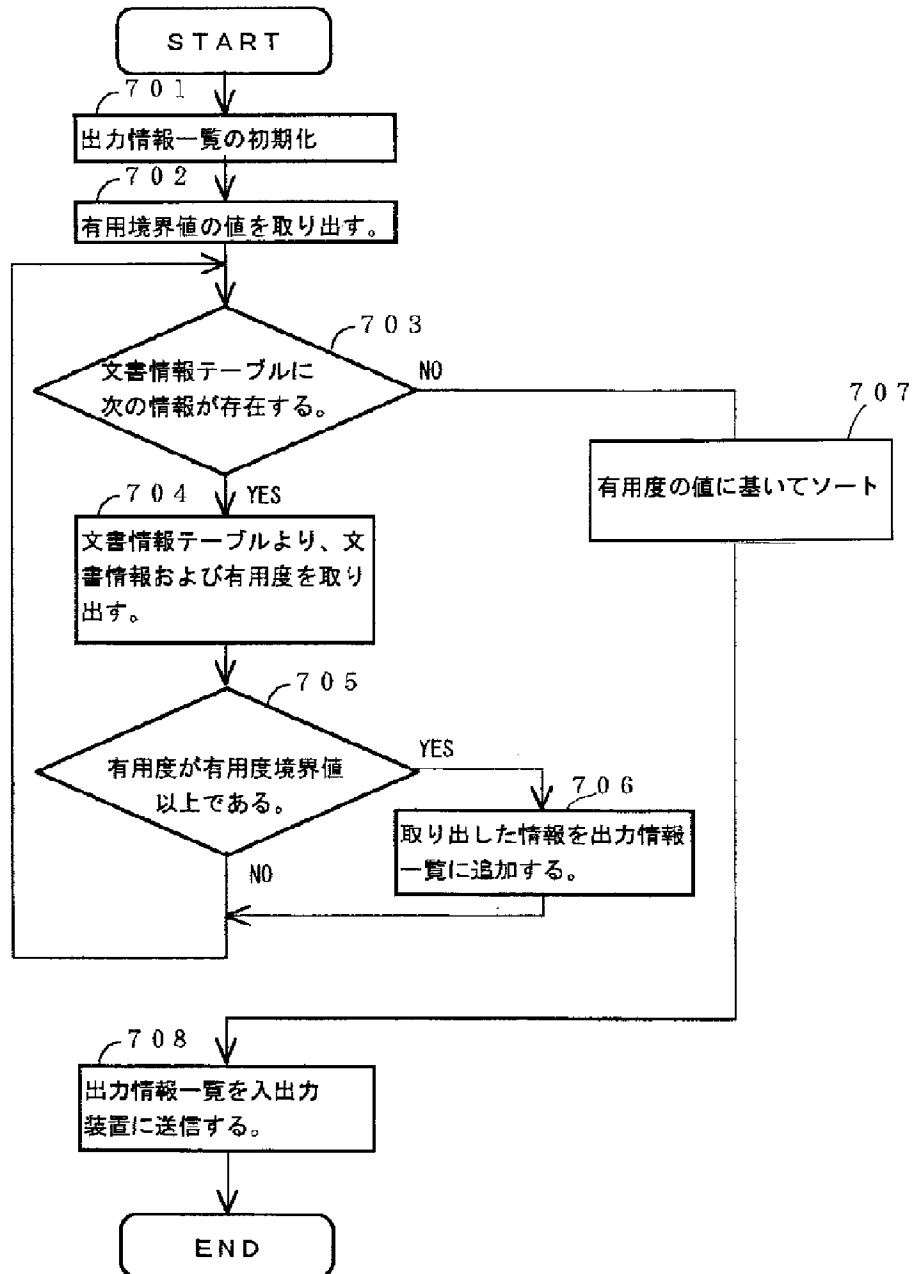 START
701
出力情報一覧の初期化
702
有用境界値の値を取り出す。
703
文書情報テーブルに
次の情報が存在する。
NO
YES
704
文書情報テーブルより、文
書情報および有用度を取り
出す。
705
有用度が有用度境界値
以上である。
YES
NO
706
取り出した情報を出力情報
一覧に追加する。
707
有用度の値に基いてソート
708
出力情報一覧を入出力
装置に送信する。
END